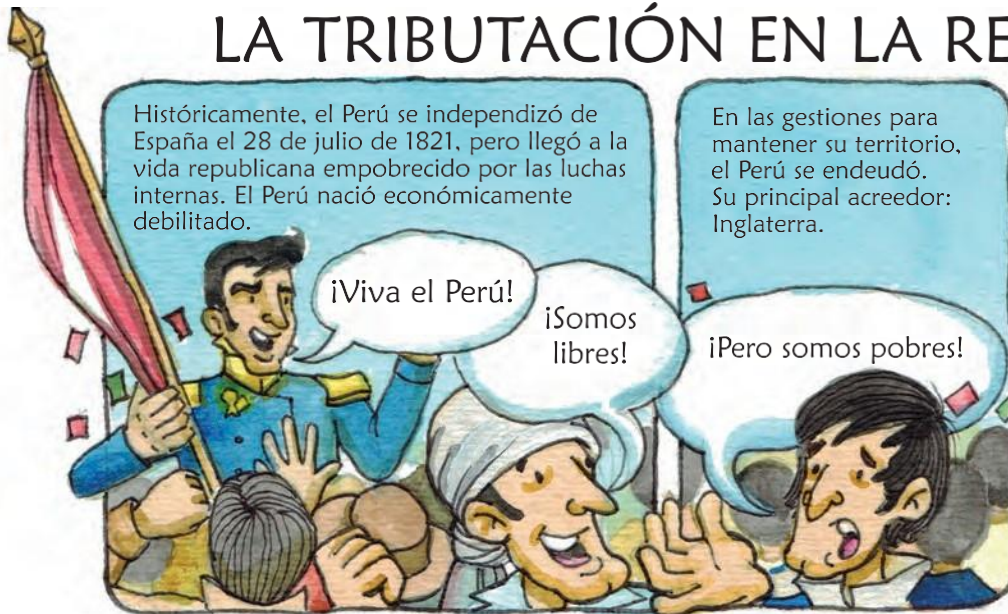 LA TRIBUTACIÓN EN LA RE
Históricamente, el Perú se independizó de
España el 28 de julio de 1821, pero llegó a la
vida republicana empobrecido por las luchas
internas. El Perú nació económicamente
debilitado.
¡Viva el Perú!
¡Somos
libres!
En las gestiones para
mantener su territorio,
el Perú se endeudó.
Su principal acreedor:
Inglaterra.
¡Pero somos pobres!